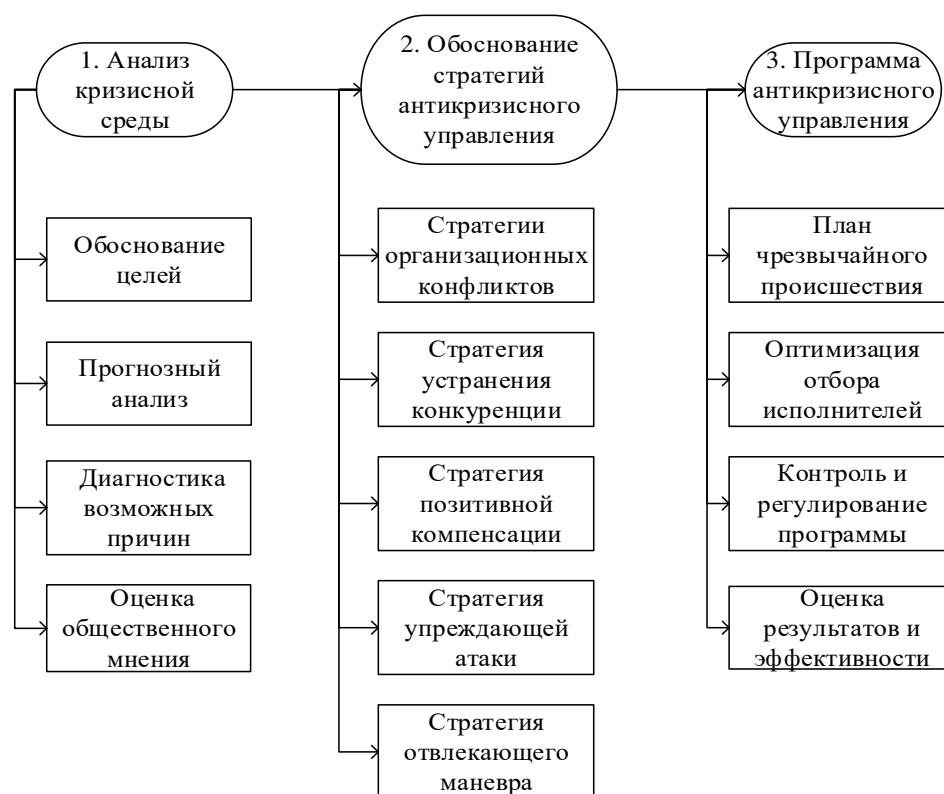 1. Анализ
кризисной
среды
Обоснование
целей
Прогнозный
анализ
Диагностика
возможных
причин
Оценка
общественного
мнения
2. Обоснование
стратегий
антикризисного
управления
Стратегии
организационных
конфликтов
Стратегия
устранения
конкуренции
Стратегия
позитивной
компенсации
Стратегия
упреждающей
атаки
Стратегия
отвлекающего
маневра
3. Программа
антикризисного
управления
План
чрезвычайного
происшествия
Оптимизация
отбора
исполнителей
Контроль и
регулирование
программы
Оценка
результатов и
эффективности